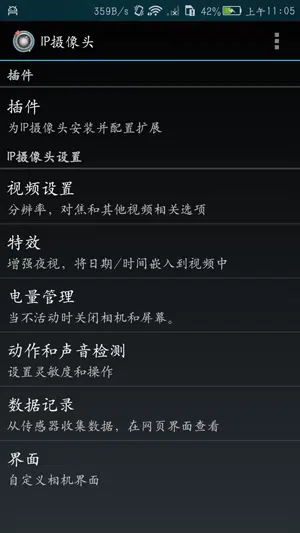 359B/s 42% 上午11:05
IP摄像头
插件
插件
为IP摄像头安装并配置扩展
IP摄像头设置
视频设置
分辨率，对焦和其他视频相关选项
特效
增强夜视，将日期/时间嵌入到视频中
电量管理
当不活动时关闭相机和屏幕。
动作和声音检测
设置灵敏度和操作
数据记录
从传感器收集数据，在网页界面查看
界面
自定义相机界面